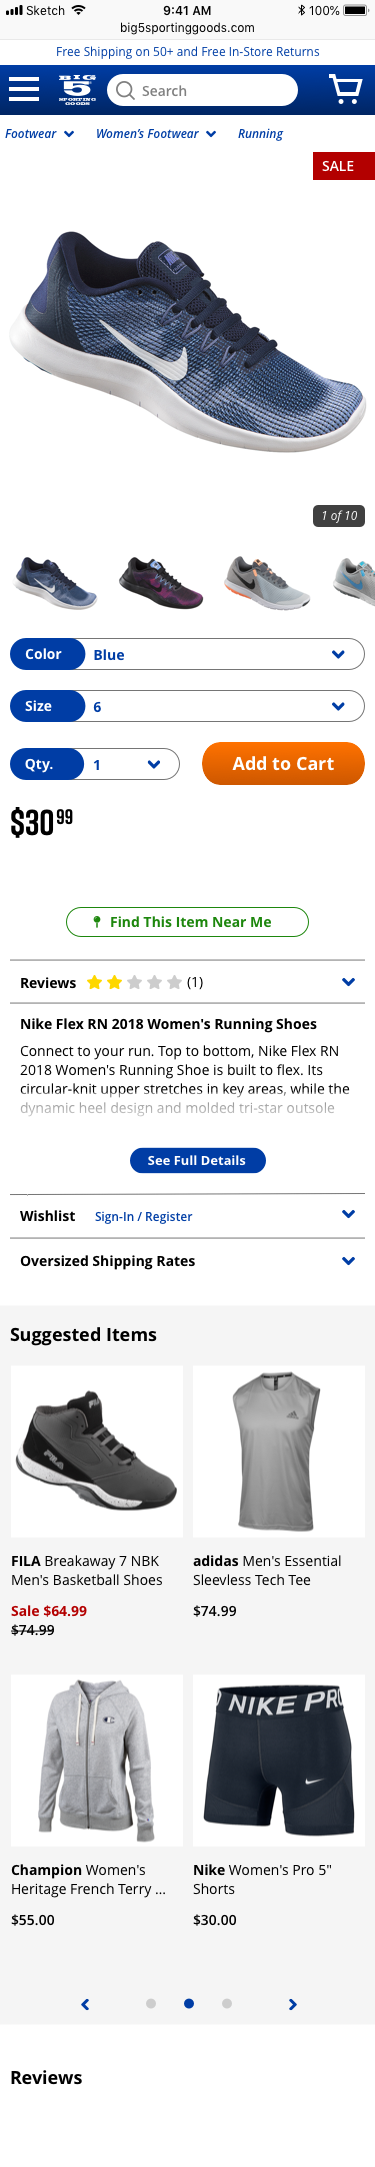 Sketch 9:41 AM 100%
big5sportinggoods.com
Free Shipping on 50+ and Free In-Store Returns
BIG
5
SPORTING
GOODS
Search
Footwear Women's Footwear Running
SALE
1 of 10
Color Blue
Size 6
Qty. 1 Add to Cart
$30 99
Find This Item Near Me
Reviews (1)
Nike Flex RN 2018 Women's Running Shoes
Connect to your run. Top to bottom, Nike Flex RN
2018 Women's Running Shoe is built to flex. Its
circular-knit upper stretches in key areas, while the
dynamic heel design and molded tri-star outsole
See Full Details
Wishlist Sign-In / Register
Oversized Shipping Rates
Suggested Items
FILA
FILA
FILA Breakaway 7 NBK
Men's Basketball Shoes
Sale $64.99
$74.99
adidas
adidas Men's Essential
Sleevless Tech Tee
$74.99
Champion Women's
Heritage French Terry ...
$55.00
NIKE PRO
Nike Women's Pro 5"
Shorts
$30.00
Reviews